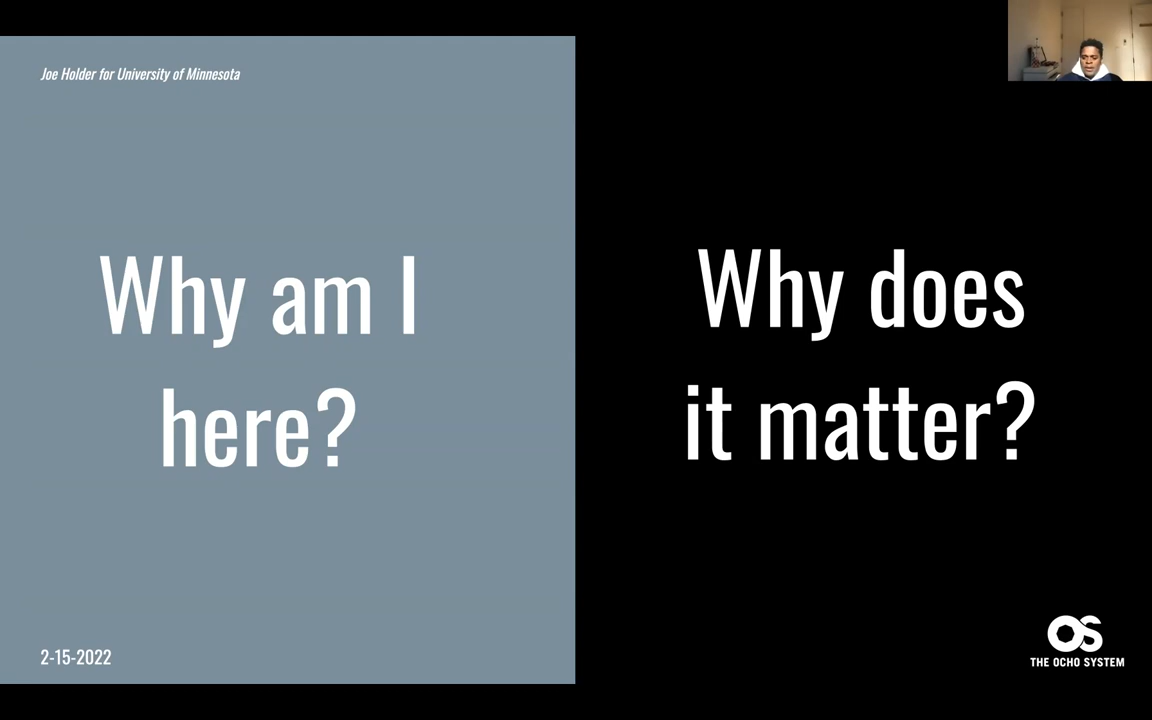 Joe Holder for University of Minnesota
Why am I
here?
2-15-2022
Why does
it matter?
OS
THE OCHO SYSTEM